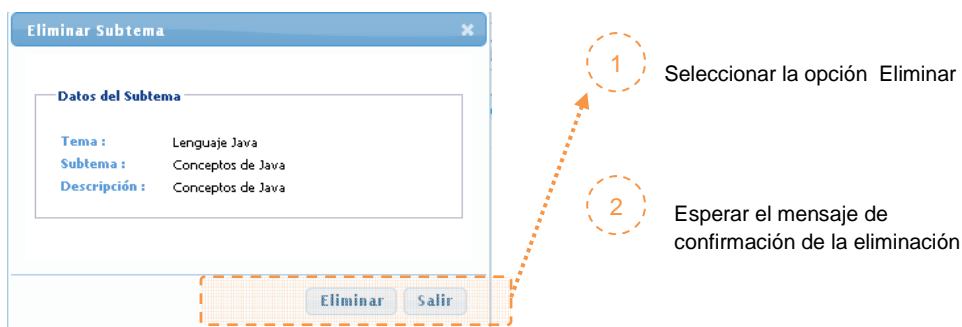 Eliminar Subtema
Datos del Subtema
Tema : Lenguaje Java
Subtema : Conceptos de Java
Descripción : Conceptos de Java
Eliminar Salir
1
Seleccionar la opción Eliminar
2
Esperar el mensaje de
confirmación de la eliminación